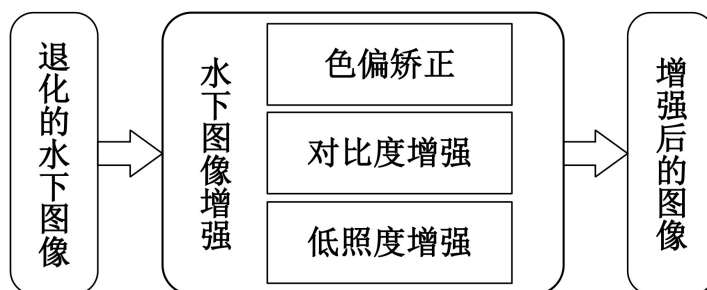 退化的水下图像
水下图像增强
色偏矫正
对比度增强
低照度增强
增强后的图像